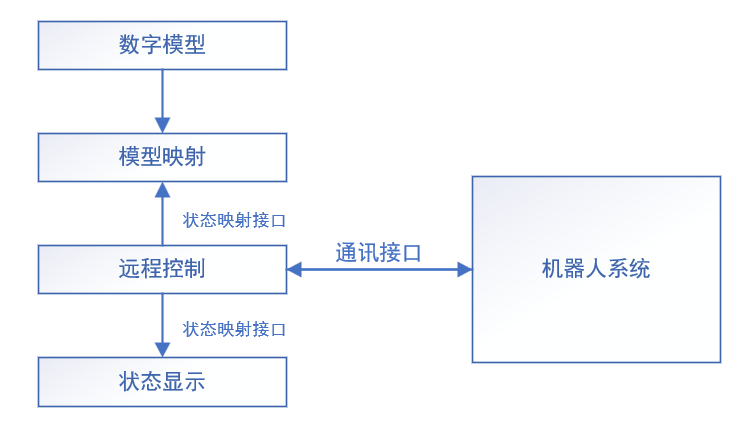 数字模型
模型映射
状态映射接口
远程控制
通讯接口
机器人系统
状态映射接口
状态显示